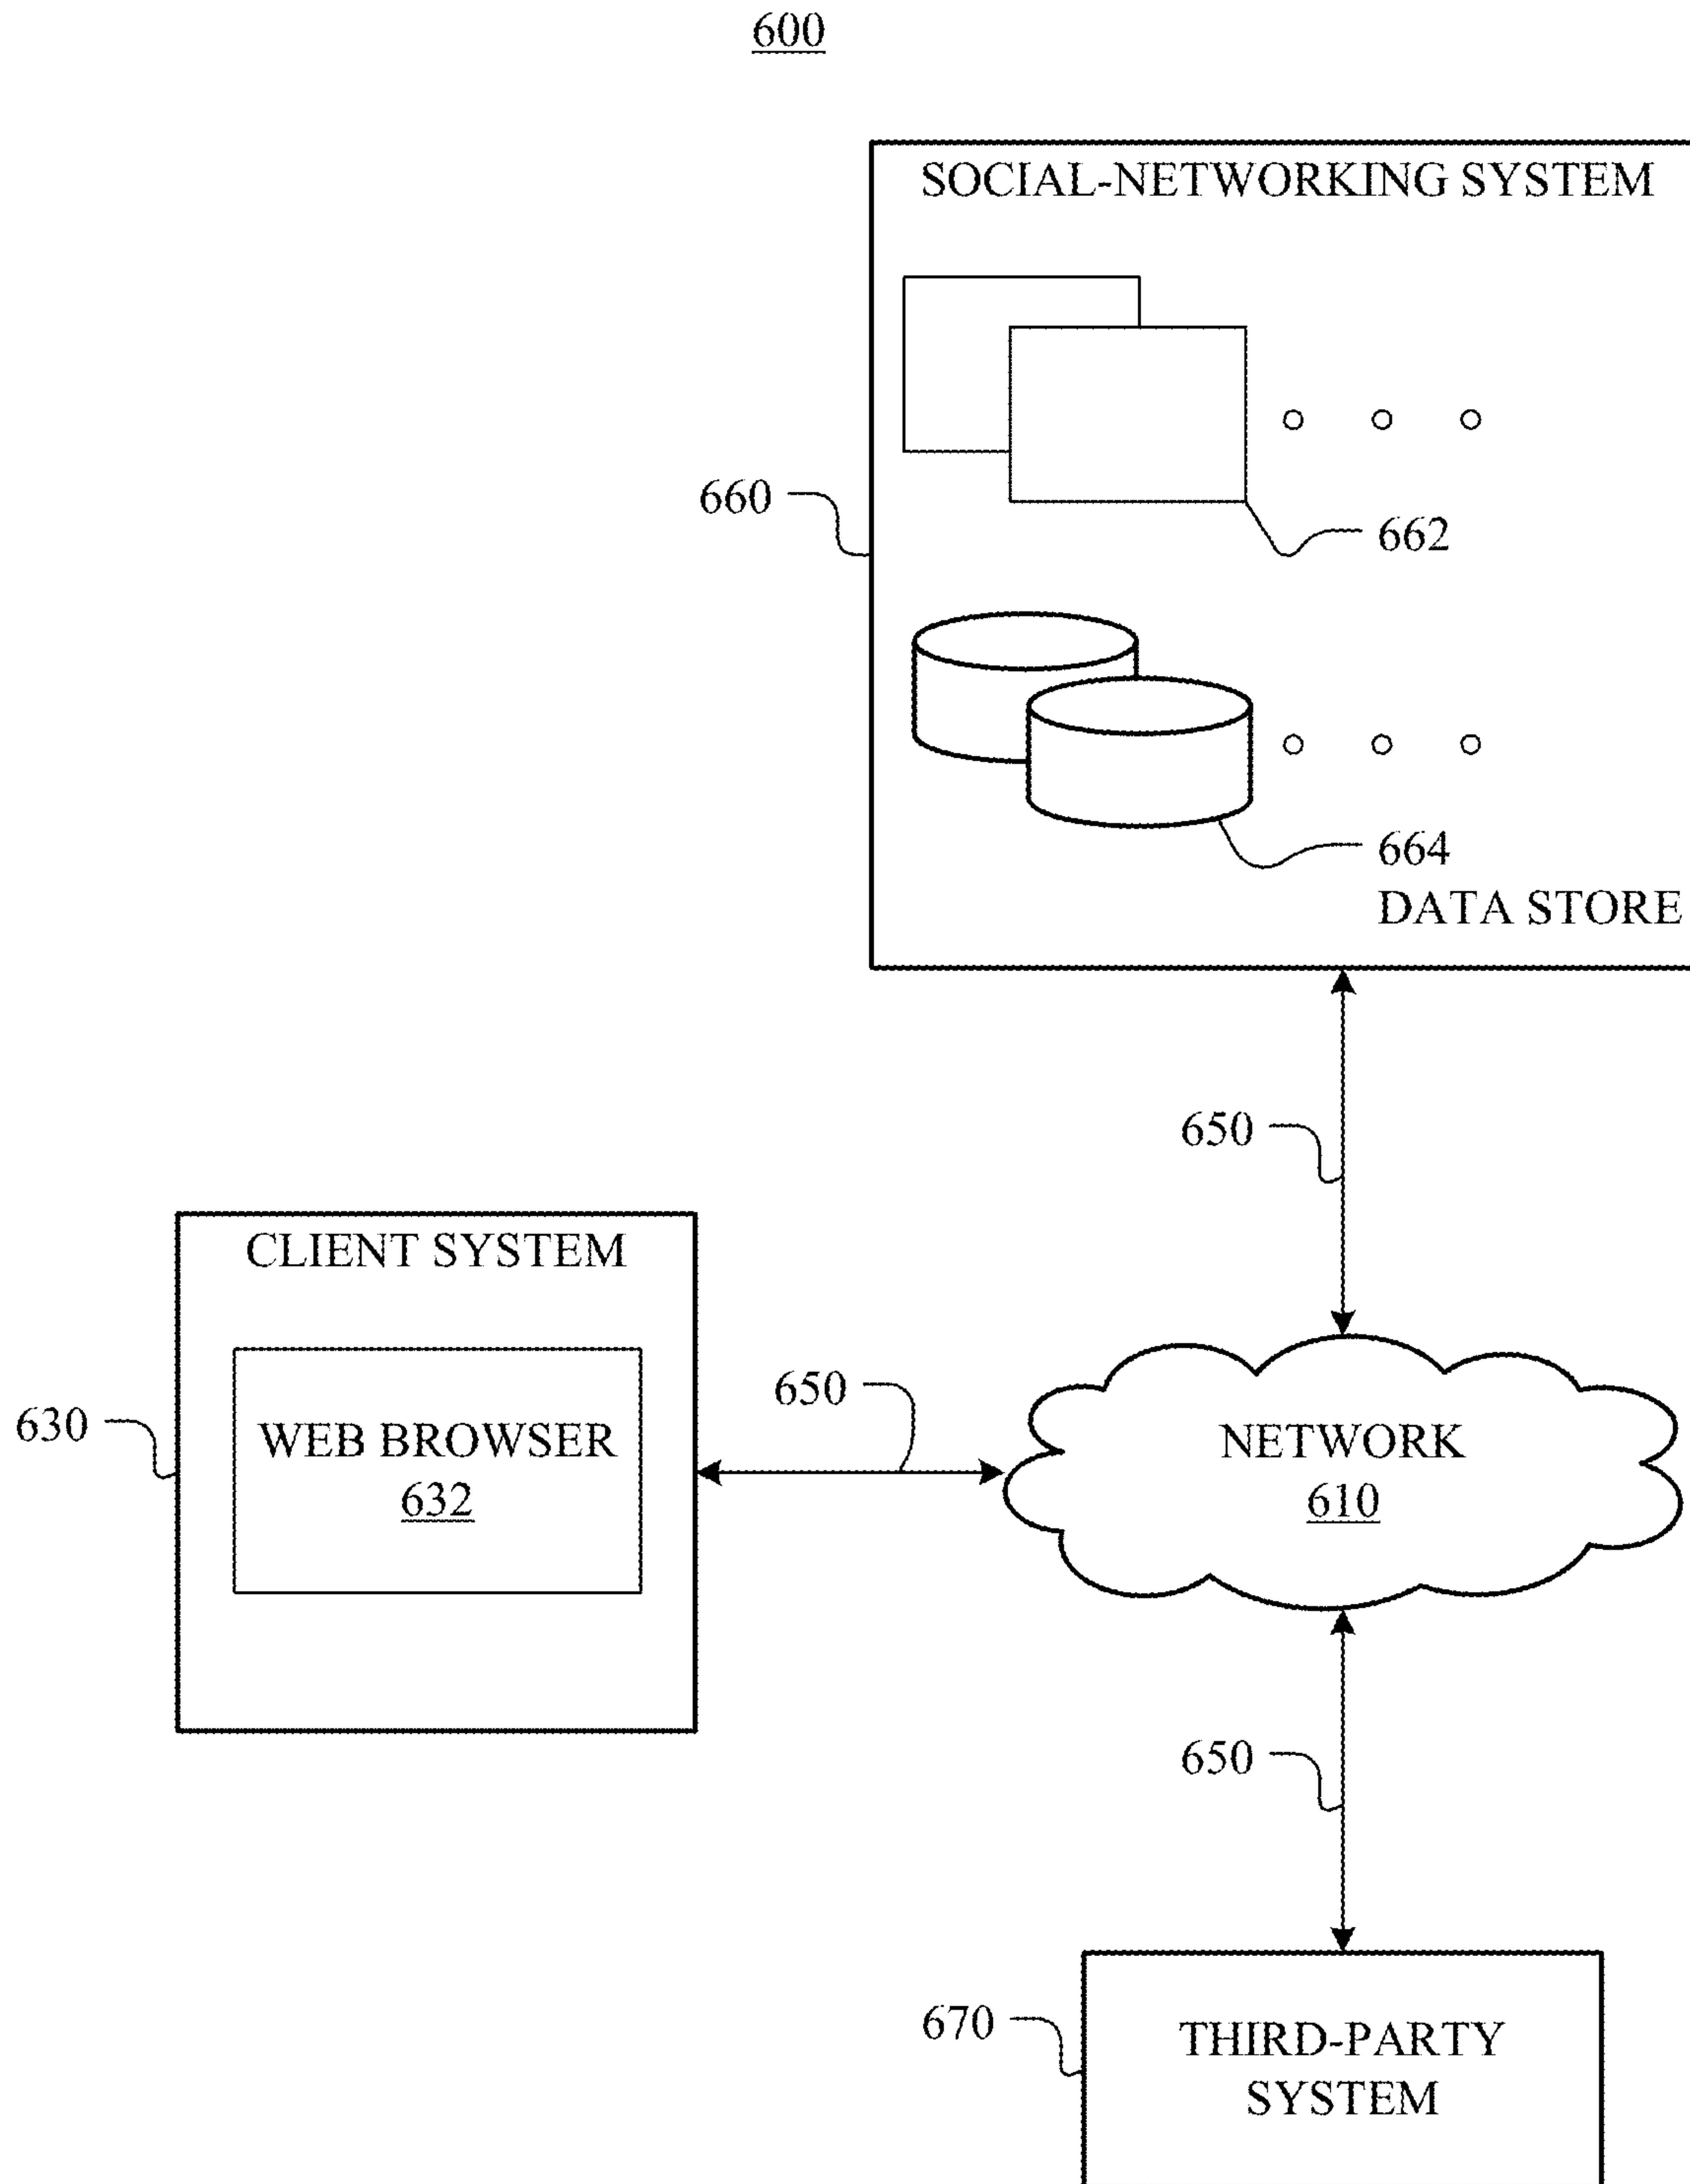 600
SOCIAL-NETWORKING SYSTEM
660
662
664
DATA STORE
650
CLIENT SYSTEM
630
WEB BROWSER
632
650
NETWORK
610
650
670
THIRD-PARTY
SYSTEM